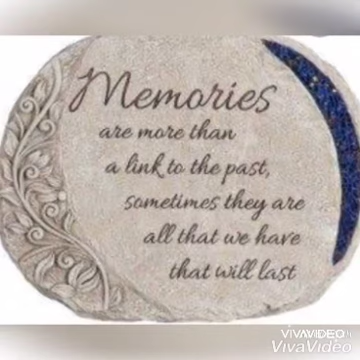 Memories
are more than
a link to the past,
sometimes they are
all that we have
that will last
VIVAVIDEO
VivaVideo